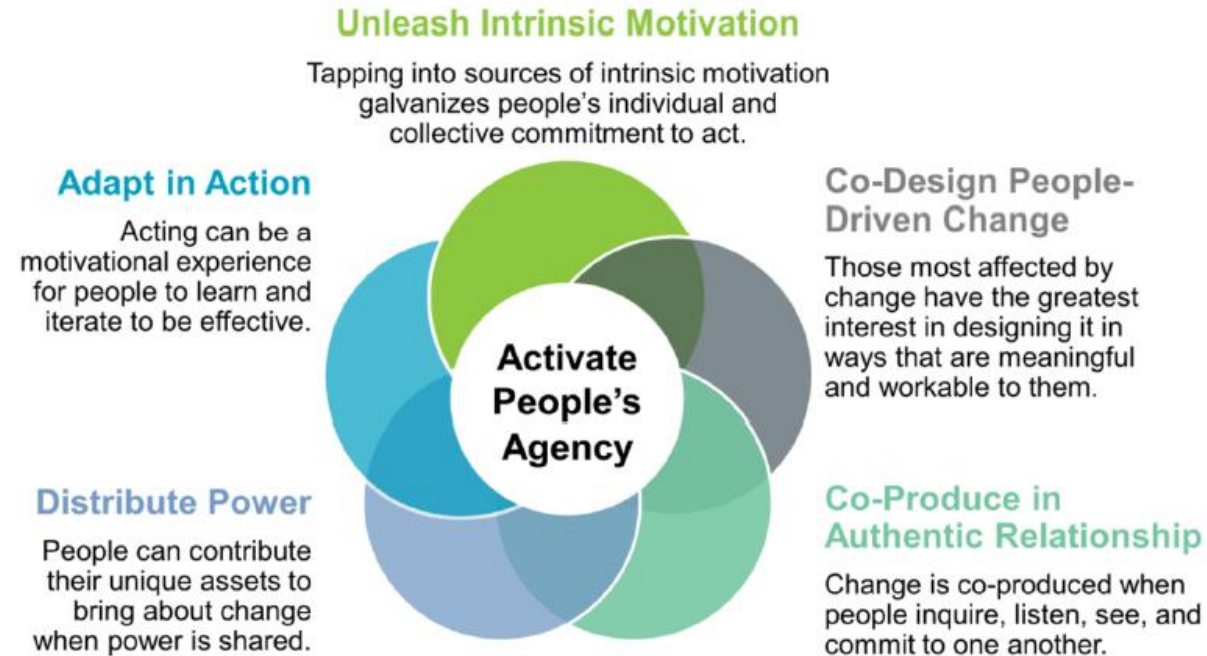 Unleash Intrinsic Motivation
Tapping into sources of intrinsic motivation
galvanizes people's individual and
collective commitment to act.
Adapt in Action
Acting can be a
motivational experience
for people to learn and
iterate to be effective.
Co-Design People-
Driven Change
Those most affected by
change have the greatest
interest in designing it in
ways that are meaningful
and workable to them.
Activate
People's
Agency
Distribute Power
People can contribute
their unique assets to
bring about change
when power is shared.
Co-Produce in
Authentic Relationship
Change is co-produced when
people inquire, listen, see, and
commit to one another.